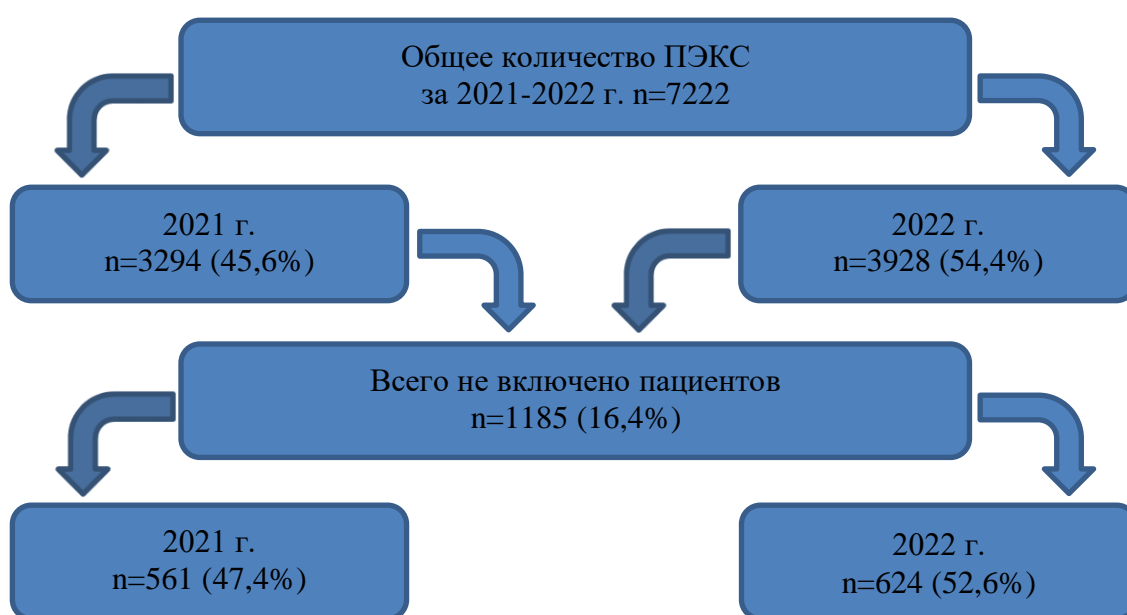 Общее количество ПЭКС
за 2021-2022 г. n=7222
2021 г.
n=3294 (45,6%)
2022 г.
n=3928 (54,4%)
Всего не включено пациентов
n=1185 (16,4%)
2021 г.
n=561 (47,4%)
2022 г.
n=624 (52,6%)